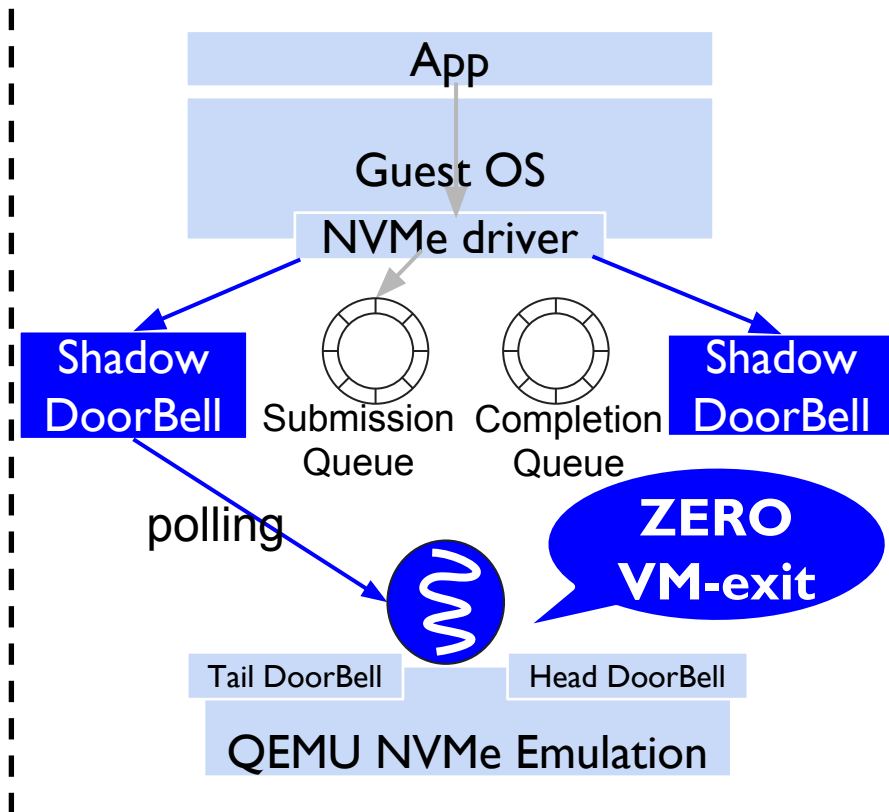 App
Guest OS
NVMe driver
Shadow
DoorBell
Submission
Queue
Completion
Queue
Shadow
DoorBell
polling
ZERO
VM-exit
Tail DoorBell
Head DoorBell
QEMU NVMe Emulation